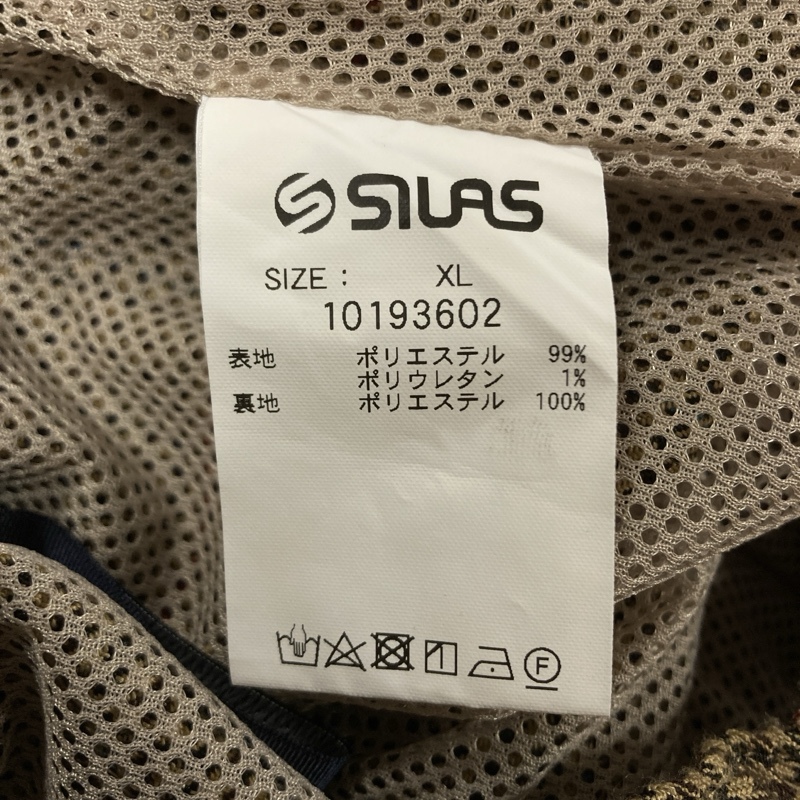 SILAS
SIZE : XL
10193602
表地 ポリエステル 99%
ポリウレタン 1%
裏地 ポリエステル 100%
F